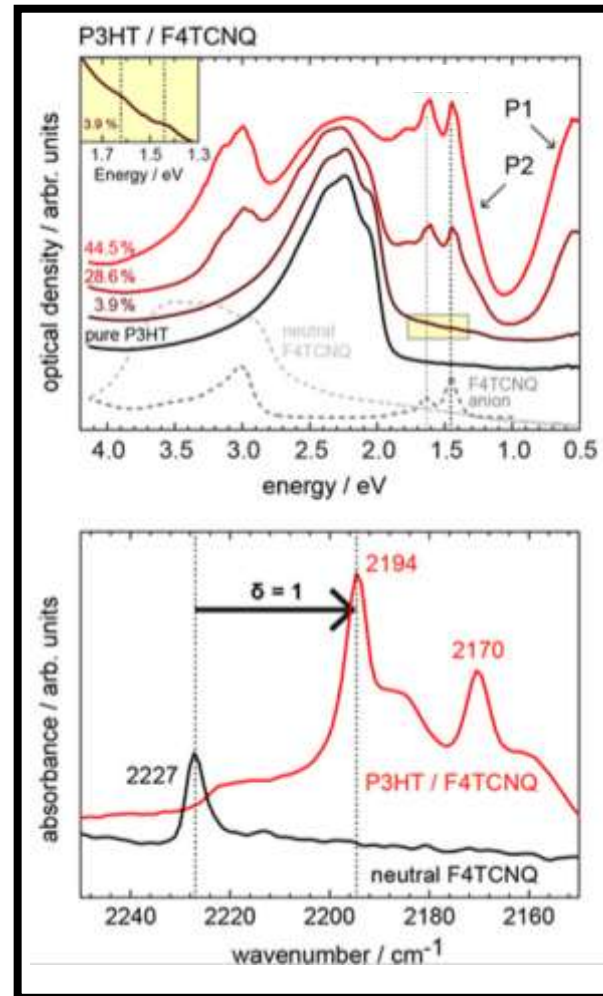 P3HT / F4TCNQ
3.9 %
1.7 1.5 1.3
Energy / eV
P1
P2
44.5 %
28.6 %
3.9 %
pure P3HT
neutral
F4TCNQ
F4TCNQ
anion
optical density / arbr. units
4.0 3.5 3.0 2.5 2.0 1.5 1.0 0.5
energy / eV
2194
δ = 1
2170
2227
P3HT / F4TCNQ
neutral F4TCNQ
absorbance / arb. units
2240 2220 2200 2180 2160
wavenumber / cm⁻¹